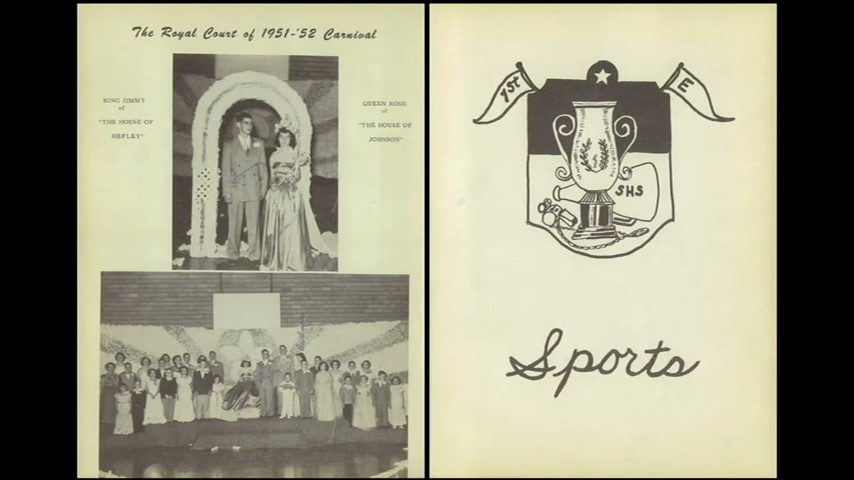 The Royal Court of 1951-'52 Carnival
KING JIMMY
of
"THE HOUSE OF
HEFLEY"
QUEEN ROSE
of
"THE HOUSE OF
JOHNSON"
1st
E
SHS
Sports